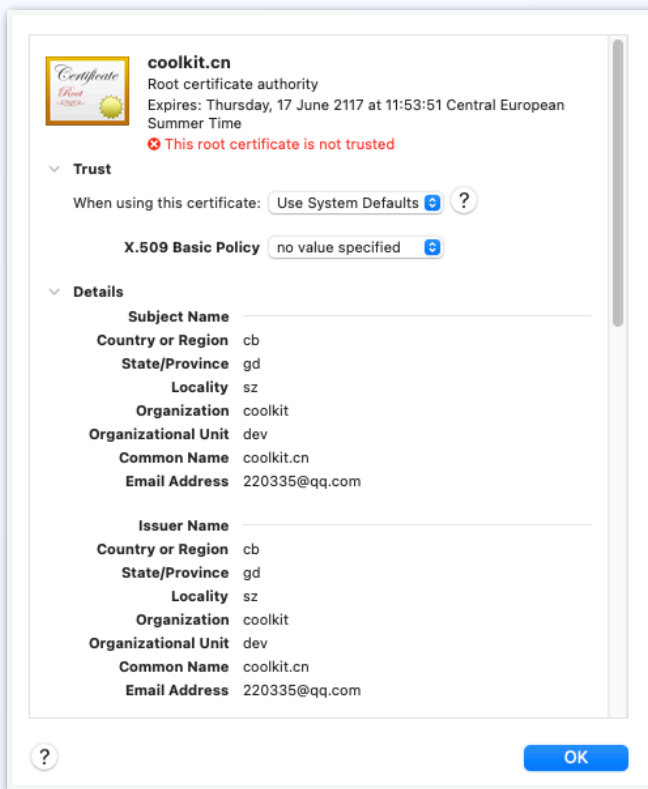 Certificate
Root
coolkit.cn
Root certificate authority
Expires: Thursday, 17 June 2117 at 11:53:51 Central European
Summer Time
This root certificate is not trusted
Trust
When using this certificate: Use System Defaults ?
X.509 Basic Policy no value specified
Details
Subject Name
Country or Region cb
State/Province gd
Locality sz
Organization coolkit
Organizational Unit dev
Common Name coolkit.cn
Email Address 220335@qq.com
Issuer Name
Country or Region cb
State/Province gd
Locality sz
Organization coolkit
Organizational Unit dev
Common Name coolkit.cn
Email Address 220335@qq.com
? OK